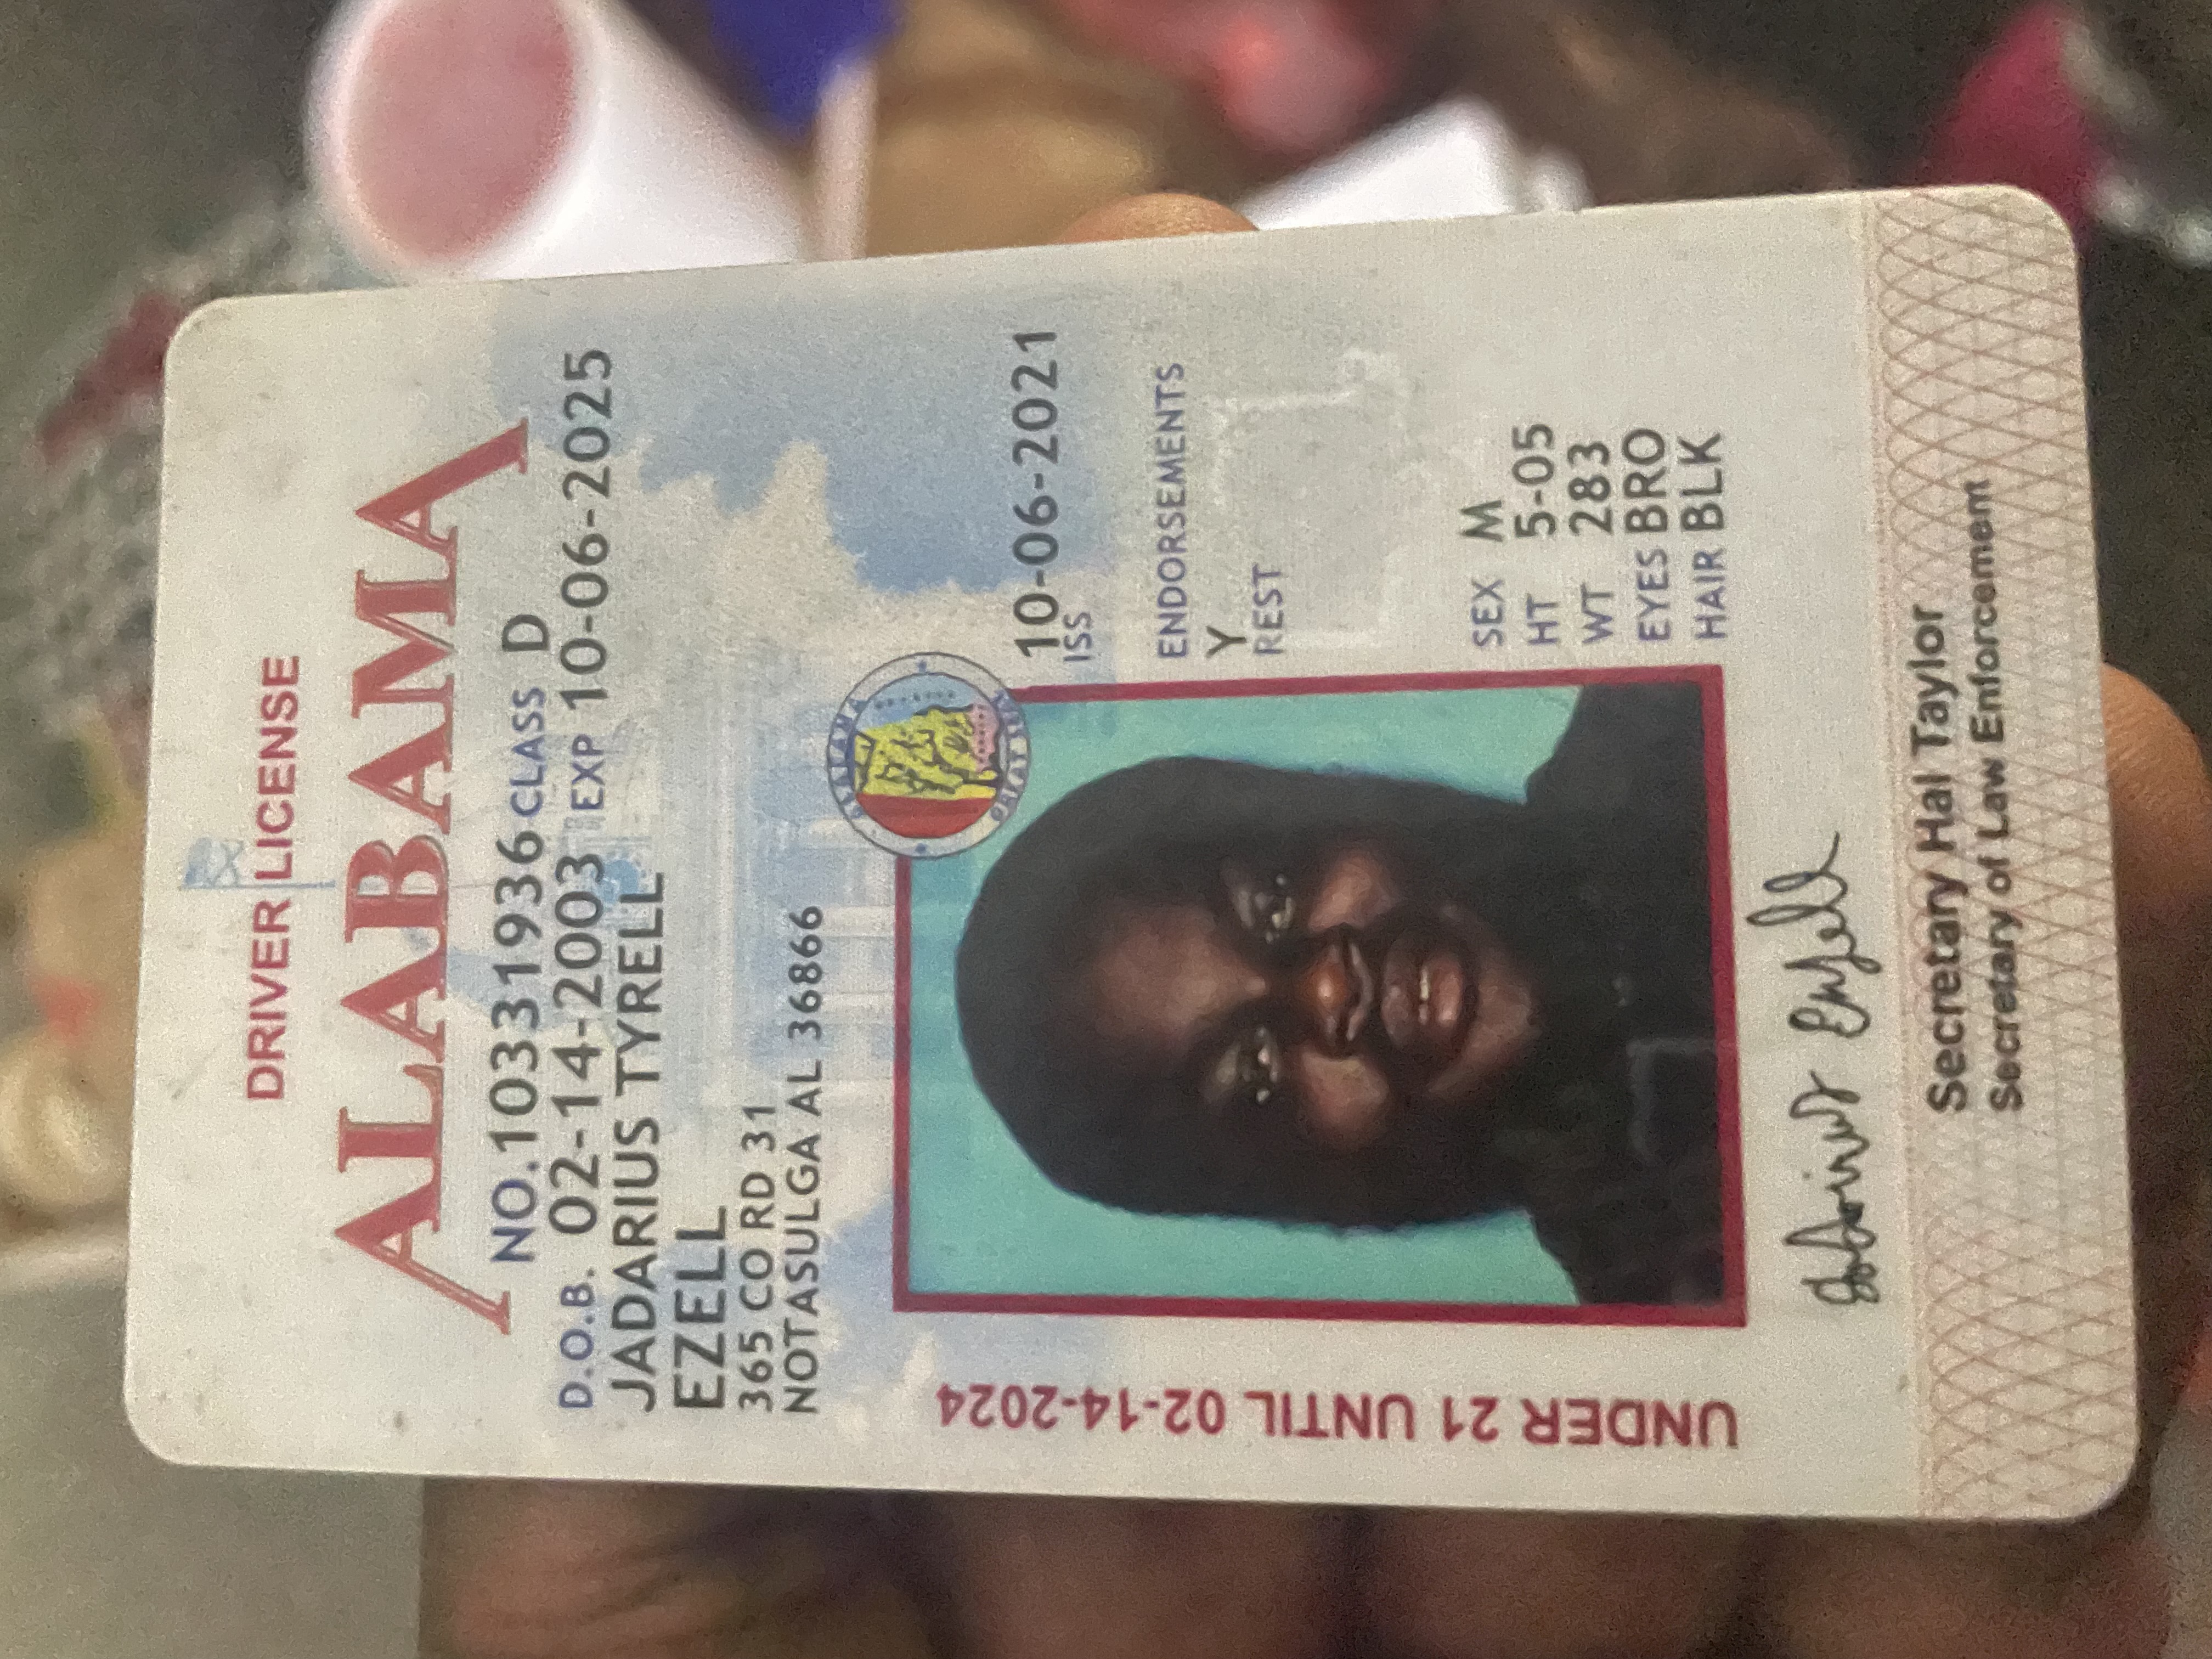 DRIVER LICENSE
ALABAMA
NO.10331936 CLASS D
D.O.B. 02-14-2003 EXP 10-06-2025
JADARIUS TYRELL
EZELL
365 CO RD 31
NOTASULGA AL 36866
10-06-2021
ISS
ENDORSEMENTS
Y
REST
SEX M
HT 5-05
WT 283
EYES BRO
HAIR BLK
UNDER 21 UNTIL 02-14-2024
Secretary Hal Taylor
Secretary of Law Enforcement